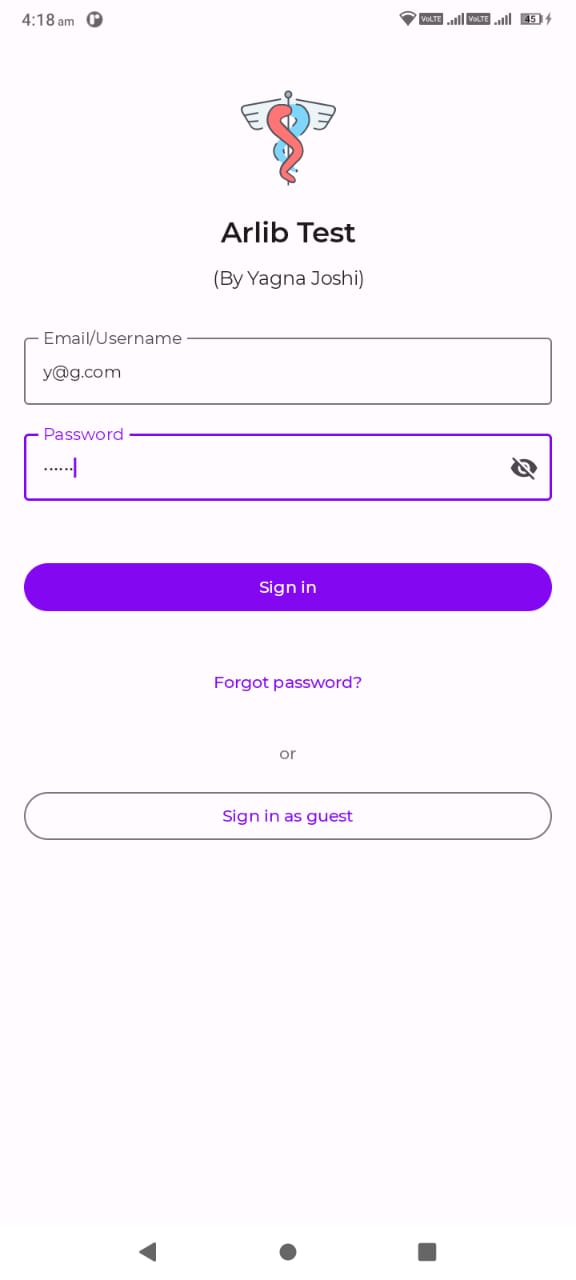 4:18 am
VoLTE VoLTE 45
Arlib Test
(By Yagna Joshi)
Email/Username
y@g.com
Password
······
Sign in
Forgot password?
or
Sign in as guest